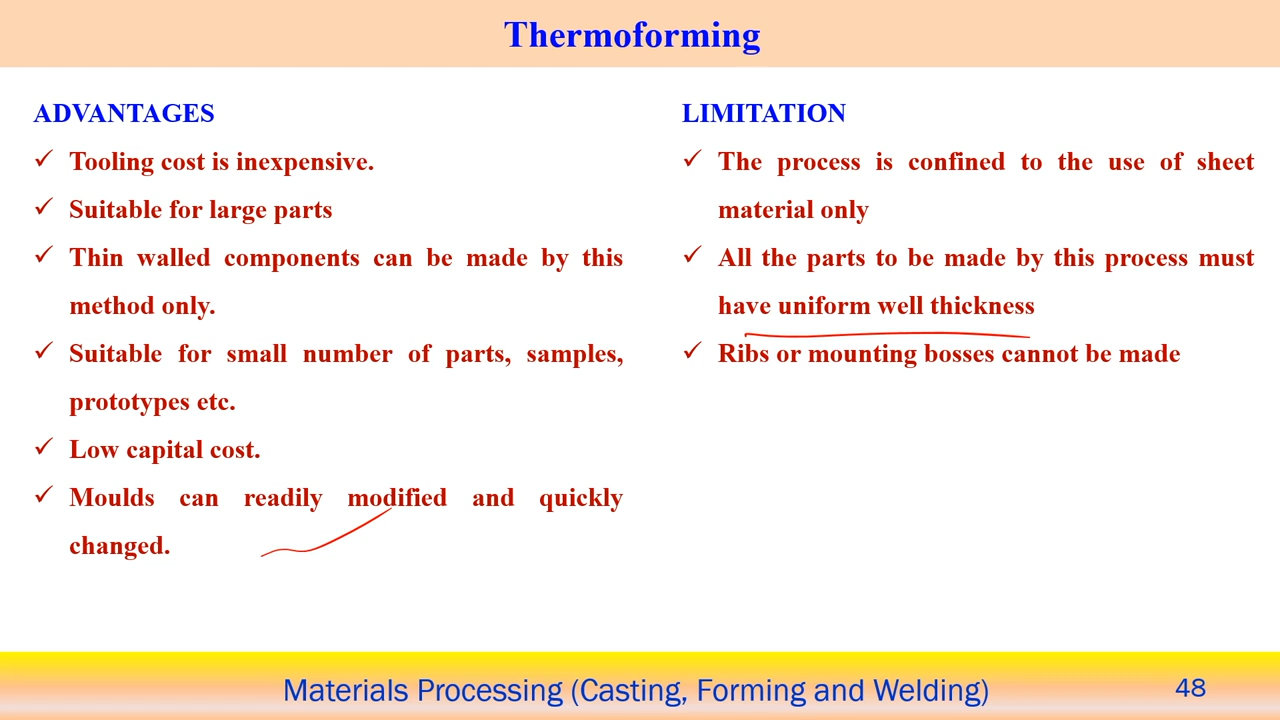 Thermoforming
ADVANTAGES
✓ Tooling cost is inexpensive.
✓ Suitable for large parts
✓ Thin walled components can be made by this
method only.
✓ Suitable for small number of parts, samples,
prototypes etc.
✓ Low capital cost.
✓ Moulds can readily modified and quickly
changed.
LIMITATION
✓ The process is confined to the use of sheet
material only
✓ All the parts to be made by this process must
have uniform well thickness
✓ Ribs or mounting bosses cannot be made
Materials Processing (Casting, Forming and Welding)
48